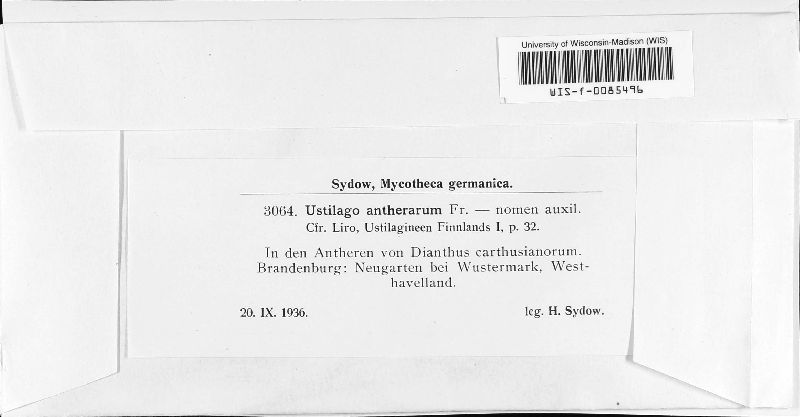 University of Wisconsin-Madison (WIS)
WIS-f-0085496
Sydow, Mycotheca germanica.
3064. Ustilago antherarum Fr. — nomen auxil.
Cfr. Liro, Ustilagineen Finnlands I, p. 32.
In den Antheren von Dianthus carthusianorum.
Brandenburg: Neugarten bei Wustermark, West-
havelland.
20. IX. 1936. leg. H. Sydow.